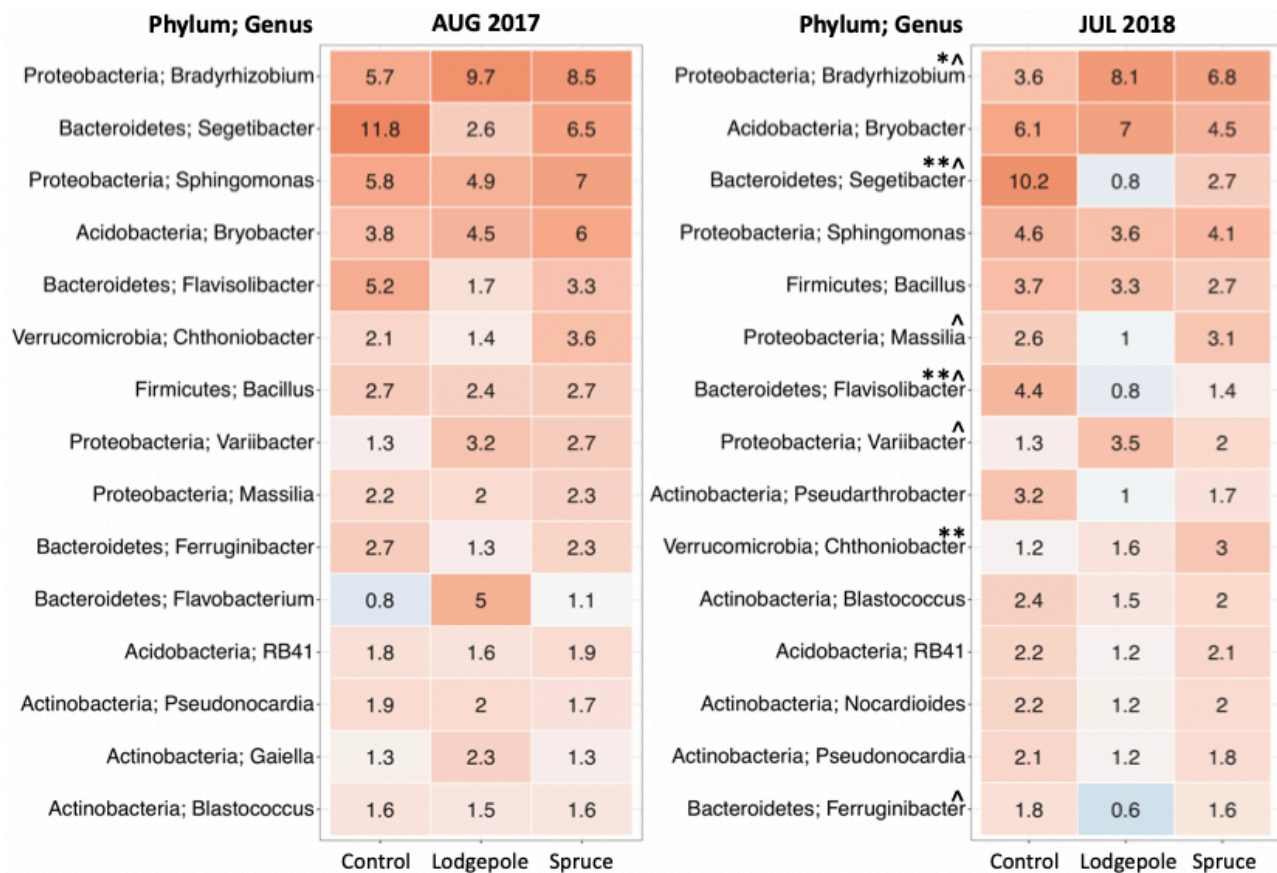 Phylum; Genus AUG 2017
Proteobacteria; Bradyrhizobium 5.7 9.7 8.5
Bacteroidetes; Segetibacter 11.8 2.6 6.5
Proteobacteria; Sphingomonas 5.8 4.9 7
Acidobacteria; Bryobacter 3.8 4.5 6
Bacteroidetes; Flavisolibacter 5.2 1.7 3.3
Verrucomicrobia; Chthoniobacter 2.1 1.4 3.6
Firmicutes; Bacillus 2.7 2.4 2.7
Proteobacteria; Variibacter 1.3 3.2 2.7
Proteobacteria; Massilia 2.2 2 2.3
Bacteroidetes; Ferruginibacter 2.7 1.3 2.3
Bacteroidetes; Flavobacterium 0.8 5 1.1
Acidobacteria; RB41 1.8 1.6 1.9
Actinobacteria; Pseudonocardia 1.9 2 1.7
Actinobacteria; Gaiella 1.3 2.3 1.3
Actinobacteria; Blastococcus 1.6 1.5 1.6
Control Lodgepole Spruce
Phylum; Genus JUL 2018
*^
Proteobacteria; Bradyrhizobium 3.6 8.1 6.8
Acidobacteria; Bryobacter 6.1 7 4.5
**^
Bacteroidetes; Segetibacter 10.2 0.8 2.7
Proteobacteria; Sphingomonas 4.6 3.6 4.1
Firmicutes; Bacillus 3.7 3.3 2.7
^
Proteobacteria; Massilia 2.6 1 3.1
**^
Bacteroidetes; Flavisolibacter 4.4 0.8 1.4
^
Proteobacteria; Variibacter 1.3 3.5 2
Actinobacteria; Pseudarthrobacter 3.2 1 1.7
**
Verrucomicrobia; Chthoniobacter 1.2 1.6 3
Actinobacteria; Blastococcus 2.4 1.5 2
Acidobacteria; RB41 2.2 1.2 2.1
Actinobacteria; Nocardioides 2.2 1.2 2
Actinobacteria; Pseudonocardia 2.1 1.2 1.8
^
Bacteroidetes; Ferruginibacter 1.8 0.6 1.6
Control Lodgepole Spruce